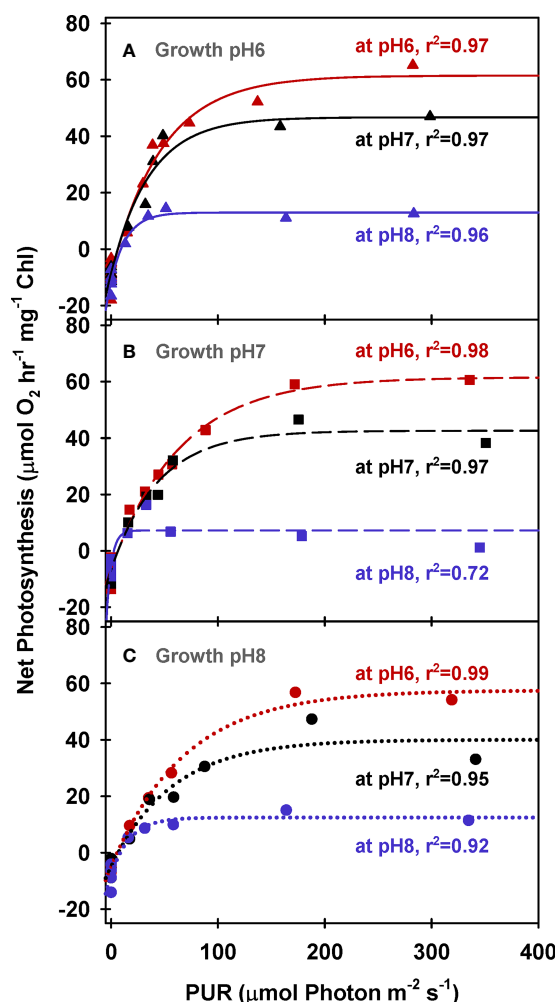 A Growth pH6
at pH6, r²=0.97
at pH7, r²=0.97
at pH8, r²=0.96
80
60
40
20
0
-20
B Growth pH7
at pH6, r²=0.98
at pH7, r²=0.97
at pH8, r²=0.72
80
60
40
20
0
-20
C Growth pH8
at pH6, r²=0.99
at pH7, r²=0.95
at pH8, r²=0.92
80
60
40
20
0
-20
0 100 200 300 400
Net Photosynthesis (μmol O₂ hr⁻¹ mg⁻¹ Chl)
PUR (μmol Photon m⁻² s⁻¹)